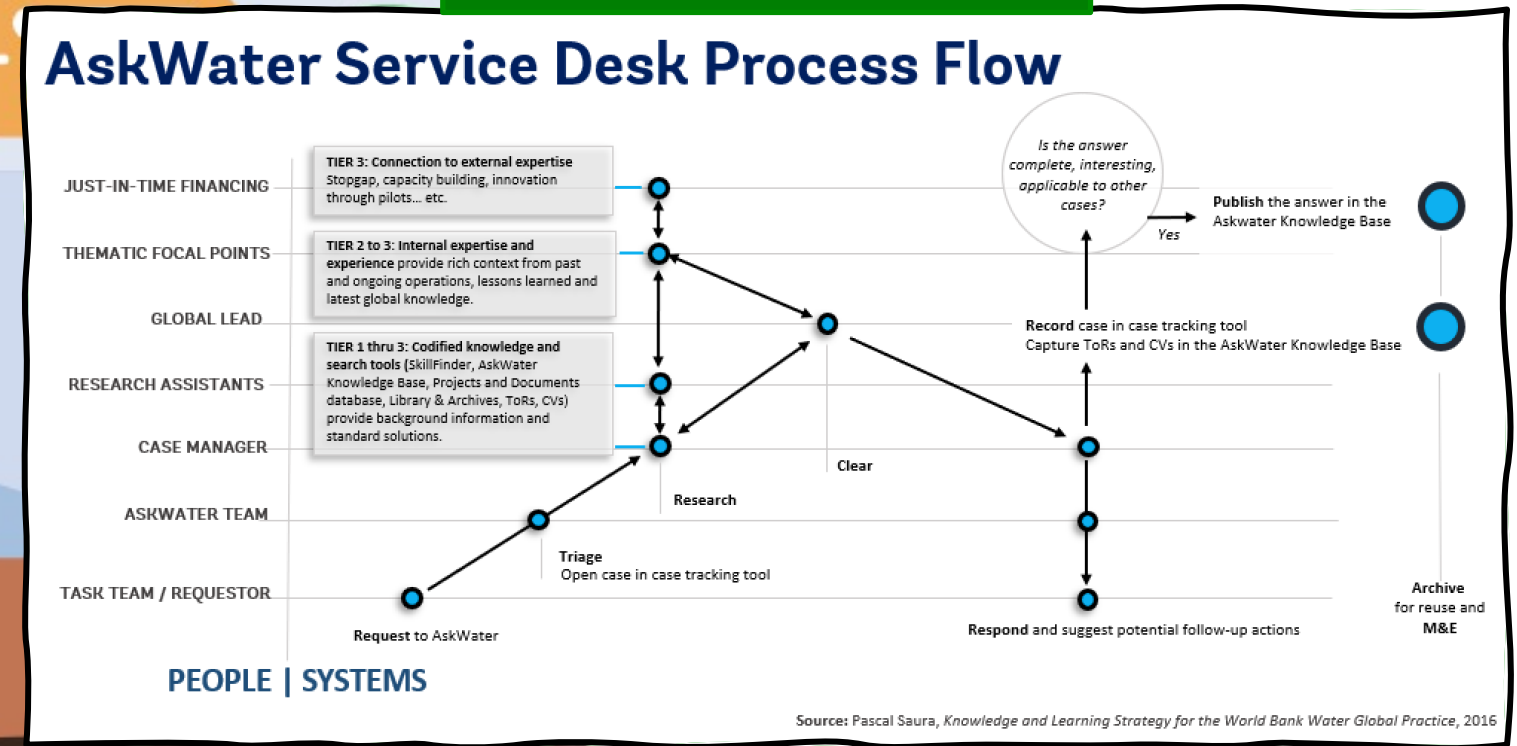 AskWater Service Desk Process Flow
JUST-IN-TIME FINANCING
THEMATIC FOCAL POINTS
GLOBAL LEAD
RESEARCH ASSISTANTS
CASE MANAGER
ASKWATER TEAM
TASK TEAM / REQUESTOR
TIER 3: Connection to external expertise
Stopgap, capacity building, innovation
through pilots... etc.
TIER 2 to 3: Internal expertise and
experience provide rich context from past
and ongoing operations, lessons learned and
latest global knowledge.
TIER 1 thru 3: Codified knowledge and
search tools (SkillFinder, AskWater
Knowledge Base, Projects and Documents
database, Library & Archives, ToRs, CVs)
provide background information and
standard solutions.
Request to AskWater
Triage
Open case in case tracking tool
Research
Clear
Is the answer
complete, interesting,
applicable to other
cases?
Yes
Publish the answer in the
Askwater Knowledge Base
Record case in case tracking tool
Capture ToRs and CVs in the AskWater Knowledge Base
Respond and suggest potential follow-up actions
Archive
for reuse and
M&E
PEOPLE | SYSTEMS
Source: Pascal Saura, Knowledge and Learning Strategy for the World Bank Water Global Practice, 2016